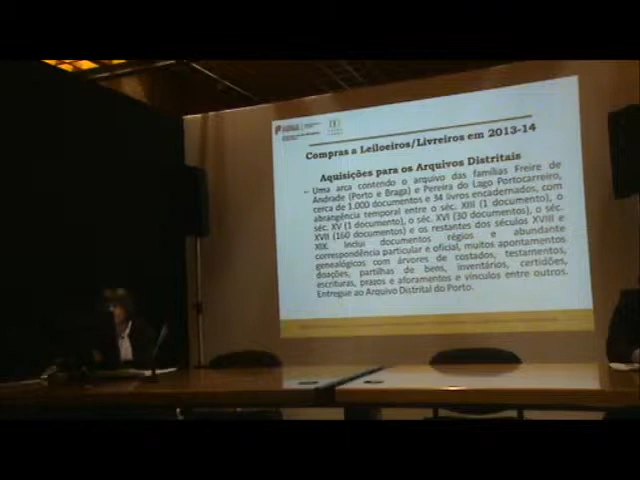 Compras a Leiloeiros/Livreiros em 2013-14
Aquisições para os Arquivos Distritais
– Uma arca contendo o arquivo das famílias Freire de
Andrade (Porto e Braga) e Pereira do Lago Portocarreiro,
cerca de 1.000 documentos e 34 livros encadernados, com
abrangência temporal entre o séc. XIII (1 documento), o
séc. XV (1 documento), o séc. XVI (30 documentos), o séc.
XVII (160 documentos) e os restantes dos séculos XVIII e
XIX. Inclui documentos régios e abundante
correspondência particular e oficial, muitos apontamentos
genealógicos com árvores de costados, testamentos,
doações, partilhas de bens, inventários, certidões,
escrituras, prazos e aforamentos e vínculos entre outros.
Entregue ao Arquivo Distrital do Porto.